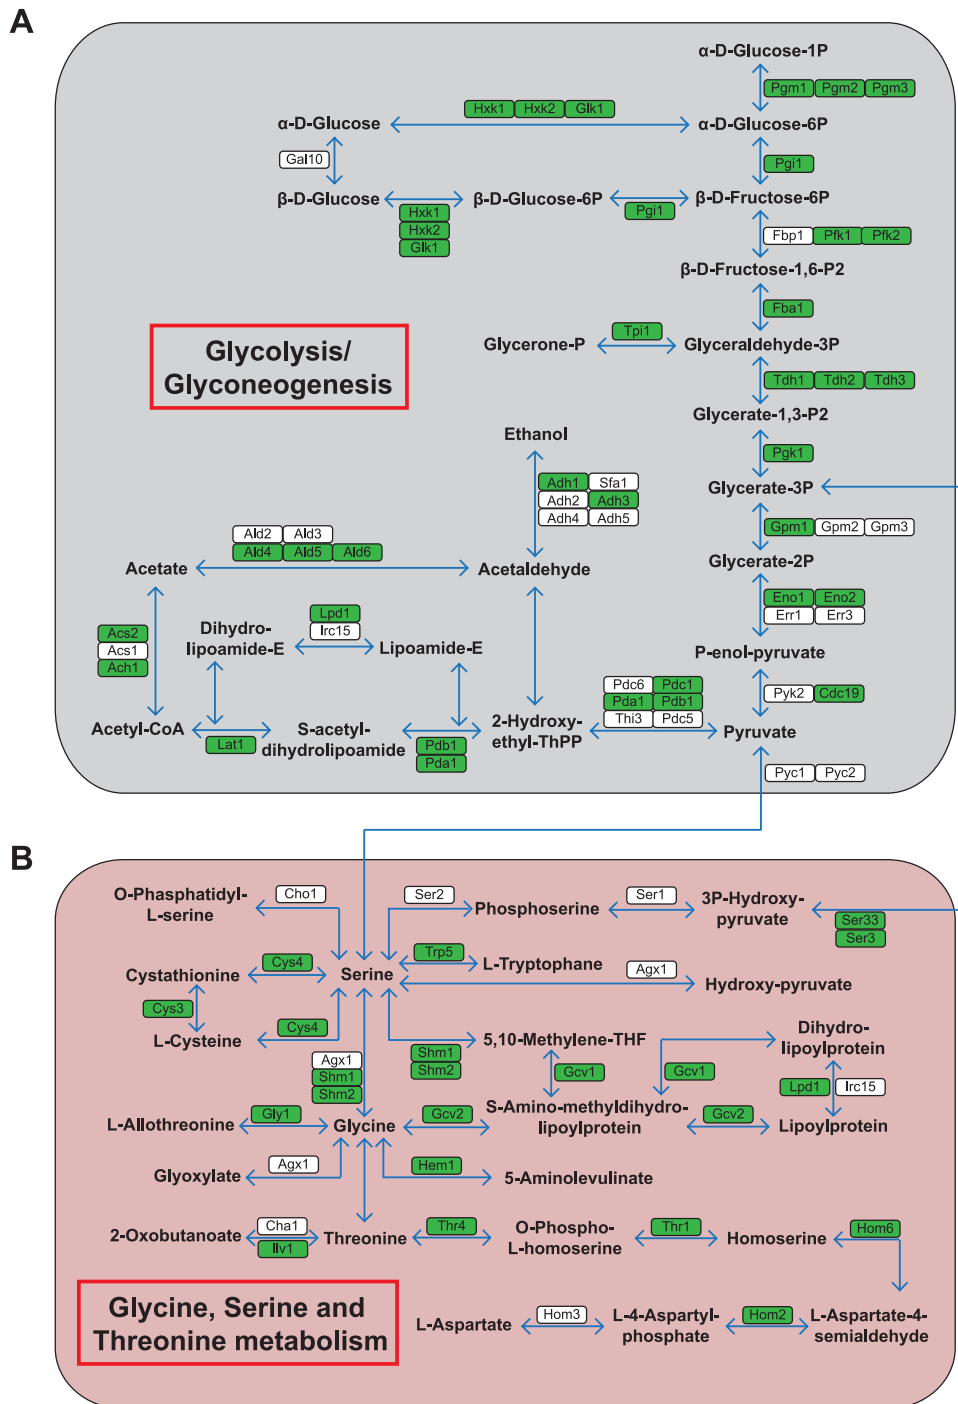 A
α-D-Glucose-1P
Pgm1 Pgm2 Pgm3
Hxk1 Hxk2 Glk1
α-D-Glucose
α-D-Glucose-6P
Gal10
Pgi1
β-D-Glucose
β-D-Glucose-6P
β-D-Fructose-6P
Hxk1
Hxk2
Glk1
Pgi1
Fbp1 Pfk1 Pfk2
β-D-Fructose-1,6-P2
Fba1
Glycolysis/
Glyconeogenesis
Glycerone-P
Tpi1
Glyceraldehyde-3P
Tdh1 Tdh2 Tdh3
Glycerate-1,3-P2
Ethanol
Pgk1
Adh1 Sfa1
Adh2 Adh3
Adh4 Adh5
Glycerate-3P
Gpm1 Gpm2 Gpm3
Ald2 Ald3
Ald4 Ald5 Ald6
Acetate
Acetaldehyde
Glycerate-2P
Eno1 Eno2
Err1 Err3
Acs2
Acs1
Ach1
Dihydro-
lipoamide-E
Lpd1
Irc15
Lipoamide-E
P-enol-pyruvate
Pdc6 Pdc1
Pda1 Pdb1
Thi3 Pdc5
Pyk2 Cdc19
Acetyl-CoA
Lat1
S-acetyl-
dihydrolipoamide
Pdb1
Pda1
2-Hydroxy-
ethyl-ThPP
Pyruvate
Pyc1 Pyc2
B
O-Phasphatidyl-
L-serine
Cho1
Ser2
Phosphoserine
Ser1
3P-Hydroxy-
pyruvate
Ser33
Ser3
Cystathionine
Cys4
Serine
Trp5
L-Tryptophane
Agx1
Hydroxy-pyruvate
Cys3
L-Cysteine
Cys4
Agx1
Shm1
Shm2
Shm1
Shm2
5,10-Methylene-THF
Gcv1
Gcv1
Dihydro-
lipoylprotein
Lpd1 Irc15
L-Allothreonine
Gly1
Glycine
Gcv2
S-Amino-methyldihydro-
lipoylprotein
Gcv2
Lipoylprotein
Glyoxylate
Agx1
Hem1
5-Aminolevulinate
2-Oxobutanoate
Cha1
Ilv1
Threonine
Thr4
O-Phospho-
L-homoserine
Thr1
Homoserine
Hom6
Glycine, Serine and
Threonine metabolism
L-Aspartate
Hom3
L-4-Aspartyl-
phosphate
Hom2
L-Aspartate-4-
semialdehyde